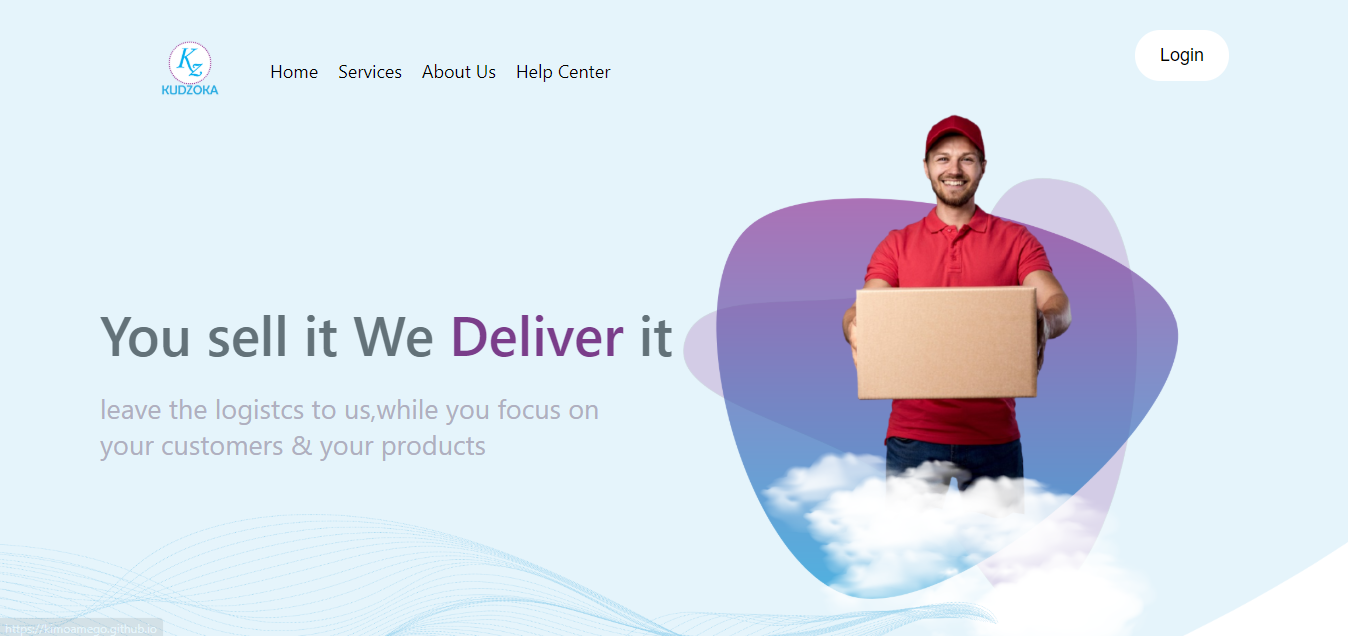 Kz
KUDZOKA
Home Services About Us Help Center
Login
You sell it We Deliver it
leave the logistcs to us,while you focus on
your customers & your products
https://kimdamego.github.io